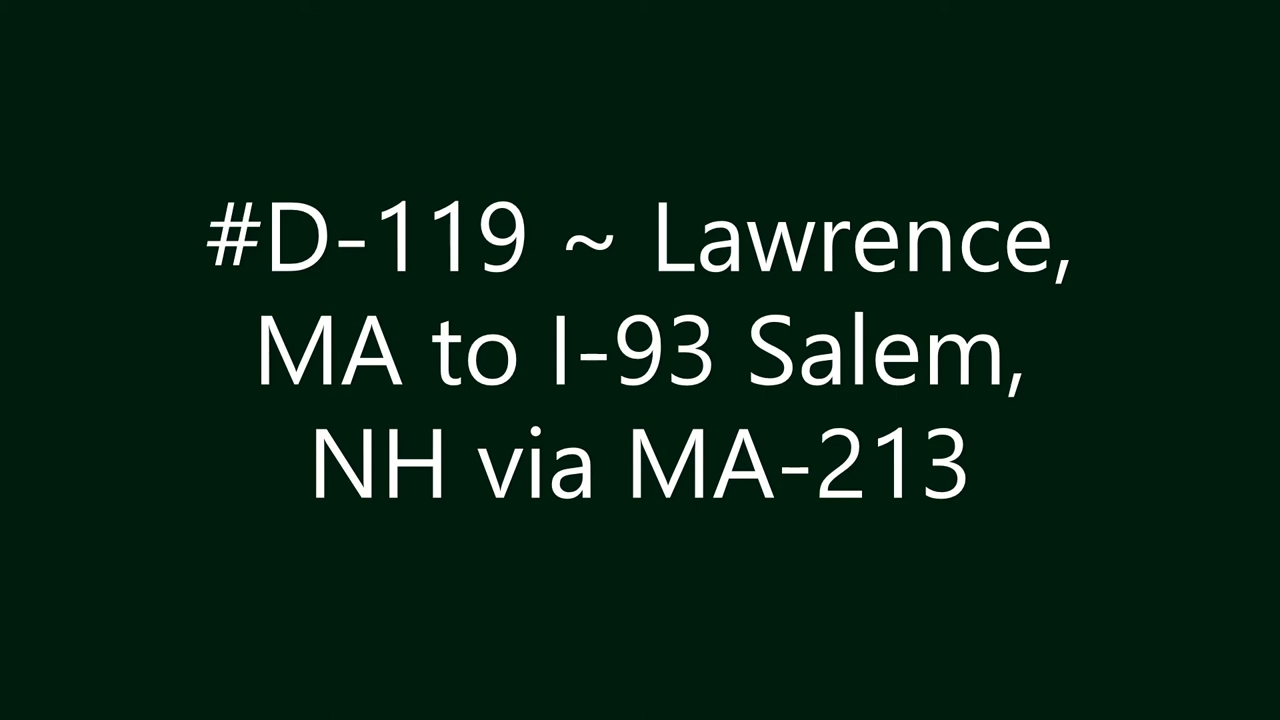 #D-119 ~ Lawrence,
MA to I-93 Salem,
NH via MA-213